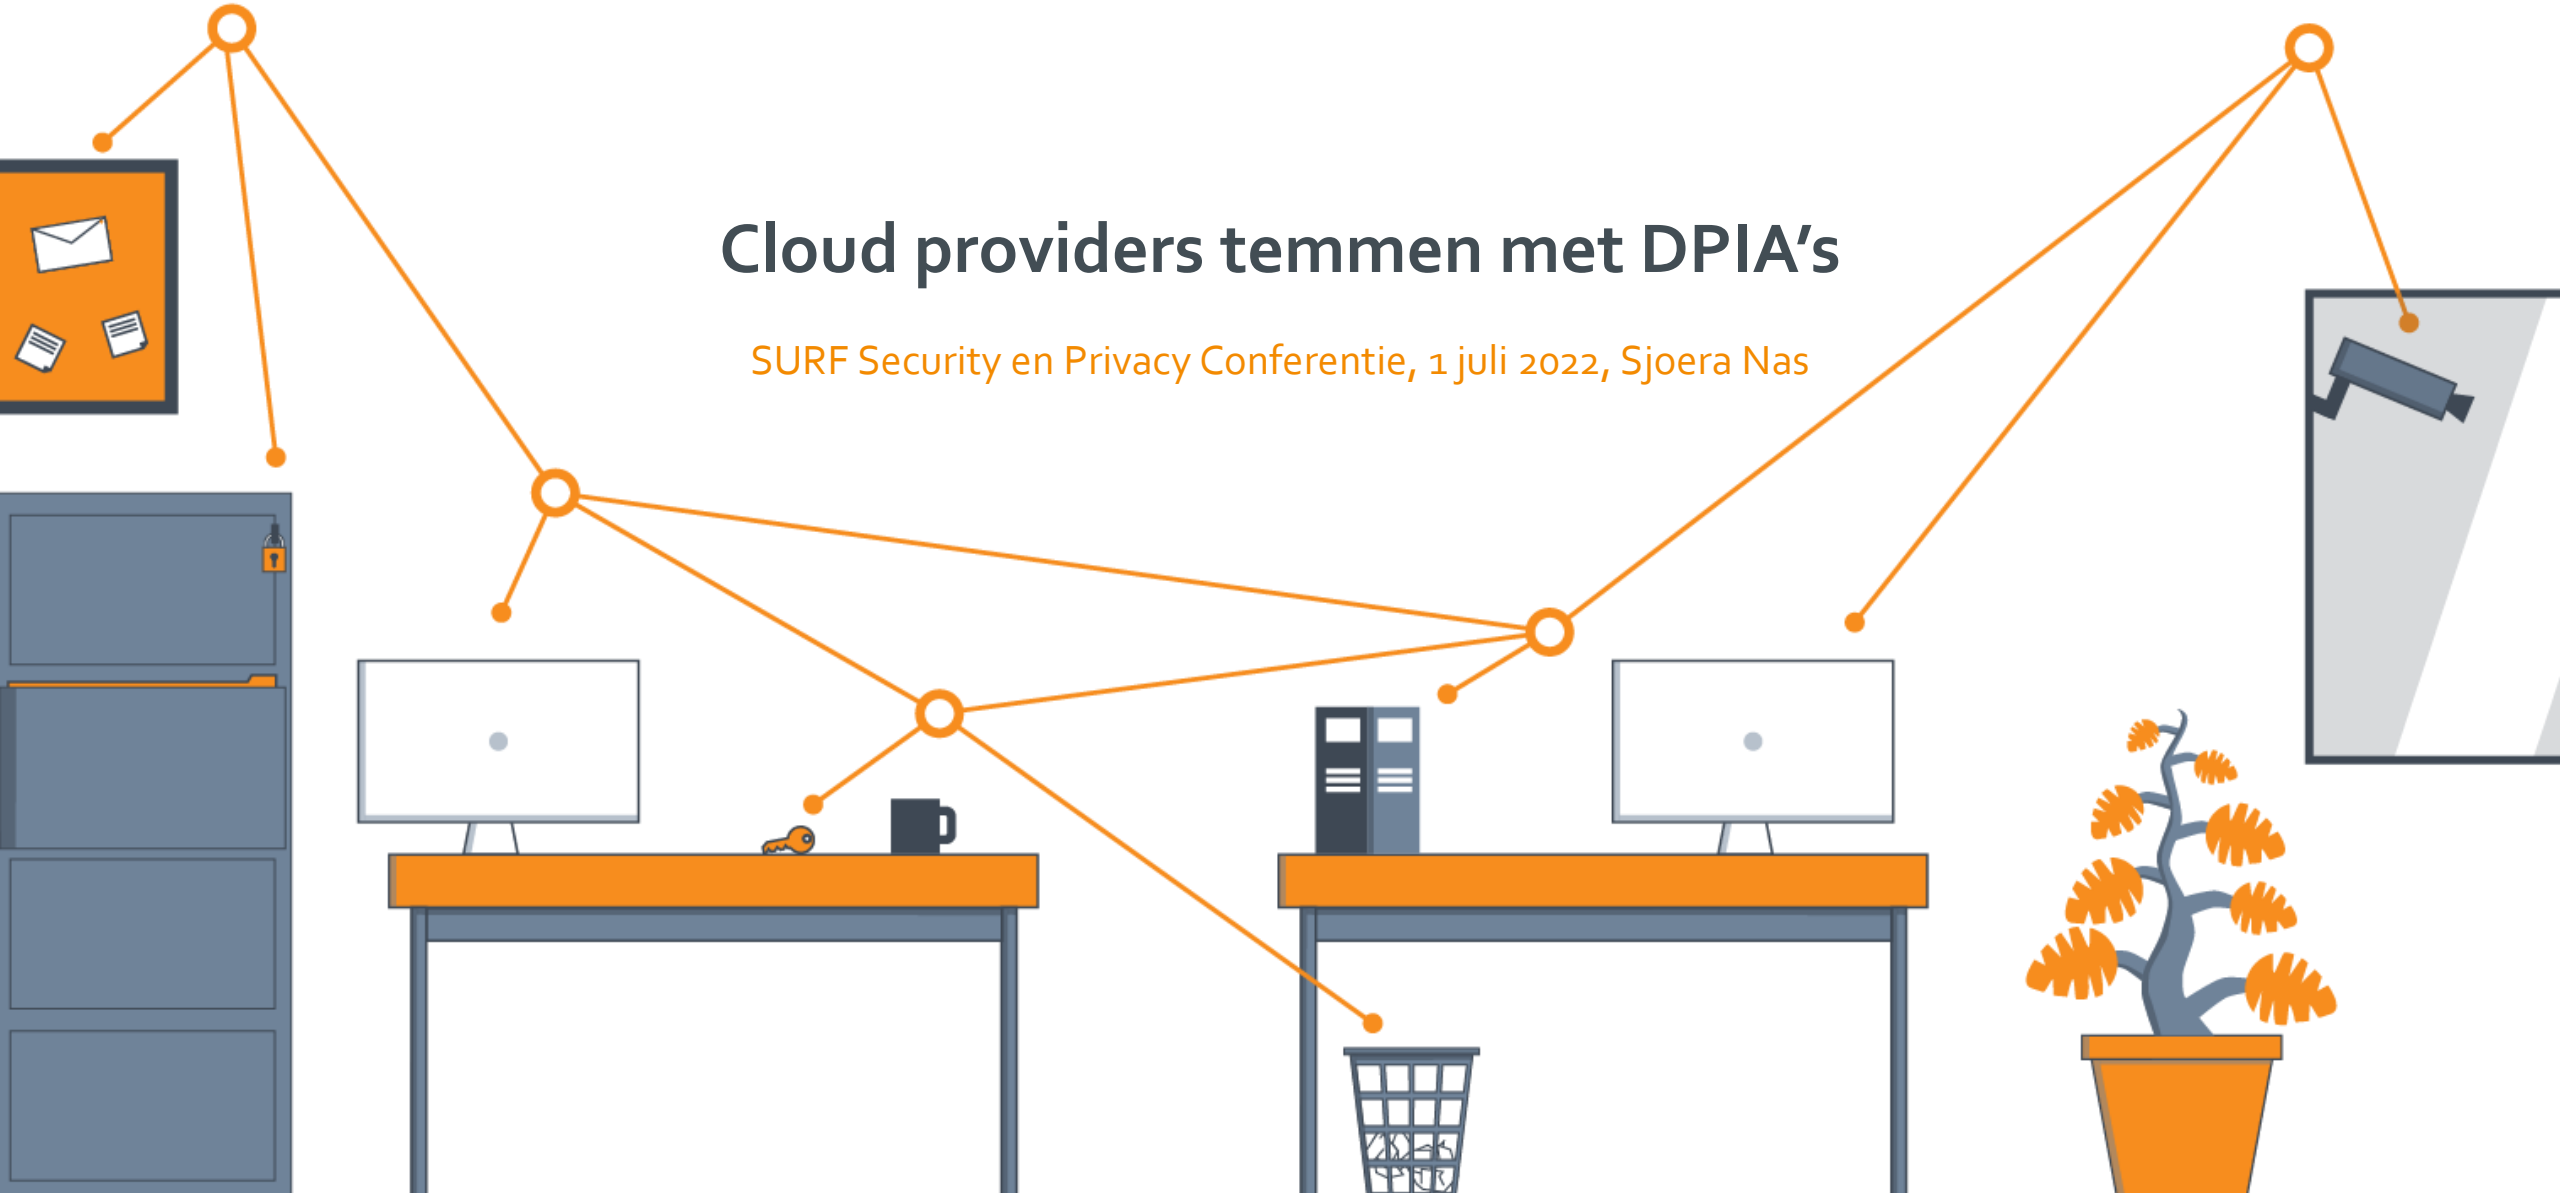 Cloud providers temmen met DPIA’s
SURF Security en Privacy Conferentie, 1 juli 2022, Sjoera Nas